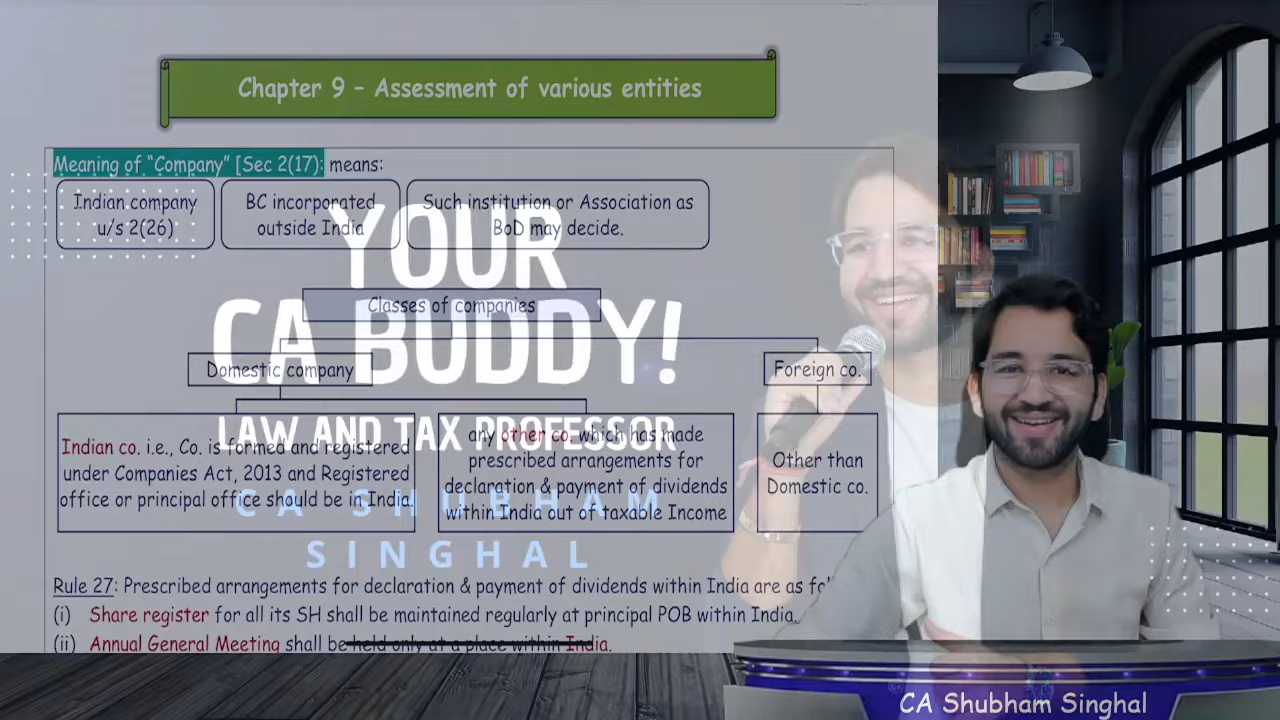 Chapter 9 – Assessment of various entities
Meaning of “Company” [Sec 2(17): means:
Indian company
u/s 2(26)
BC incorporated
outside India
Such institution or Association as
BoD may decide.
YOUR
CA BUDDY!
LAW AND TAX PROFESSOR
CA SHUBHAM
SINGHAL
Classes of companies
Domestic company
Foreign co.
Indian co. i.e., Co. is formed and registered
under Companies Act, 2013 and Registered
office or principal office should be in India.
any other co. which has made
prescribed arrangements for
declaration & payment of dividends
within India out of taxable Income
Other than
Domestic co.
Rule 27: Prescribed arrangements for declaration & payment of dividends within India are as
(i) Share register for all its SH shall be maintained regularly at principal POB within India.
(ii) Annual General Meeting shall be held only at a place within India.
CA Shubham Singhal